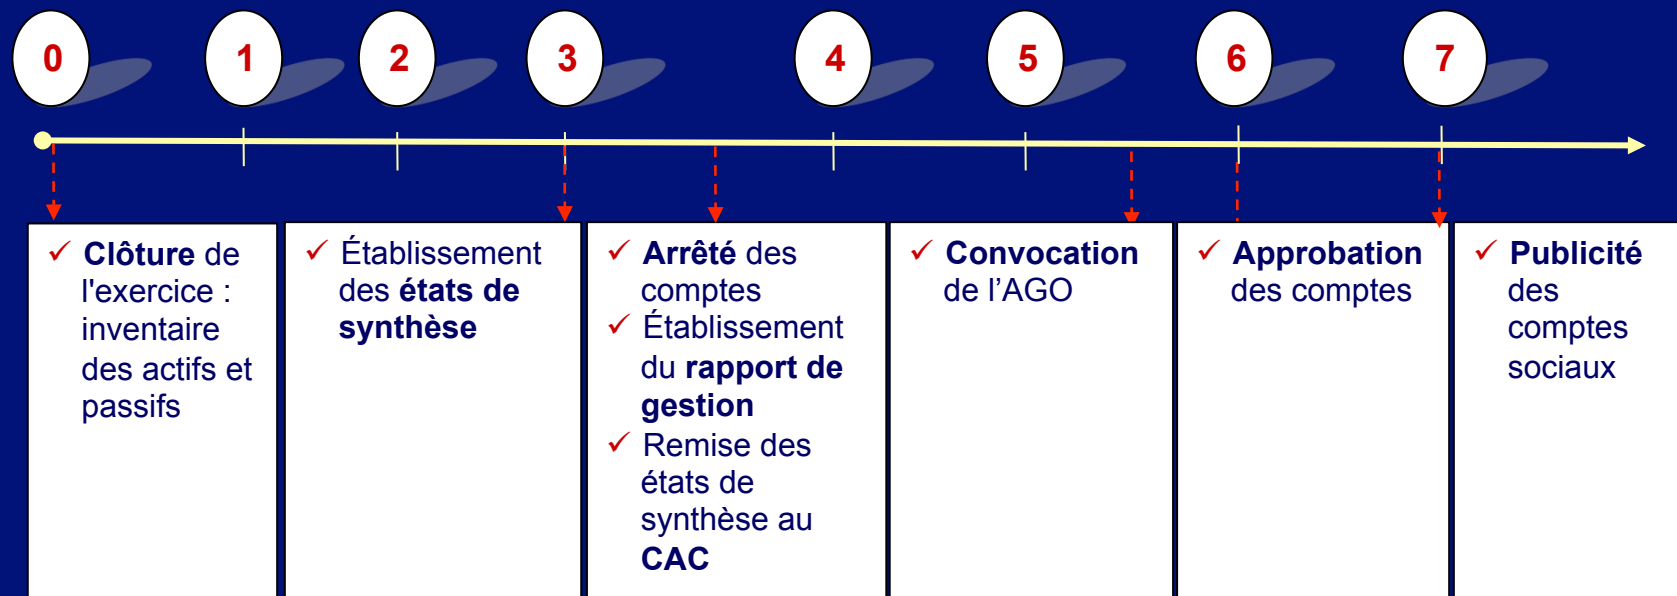 0 1 2 3 4 5 6 7
✓ Clôture de
l'exercice :
inventaire
des actifs et
passifs
✓ Établissement
des états de
synthèse
✓ Arrêté des
comptes
✓ Établissement
du rapport de
gestion
✓ Remise des
états de
synthèse au
CAC
✓ Convocation
de l’AGO
✓ Approbation
des comptes
✓ Publicité
des
comptes
sociaux